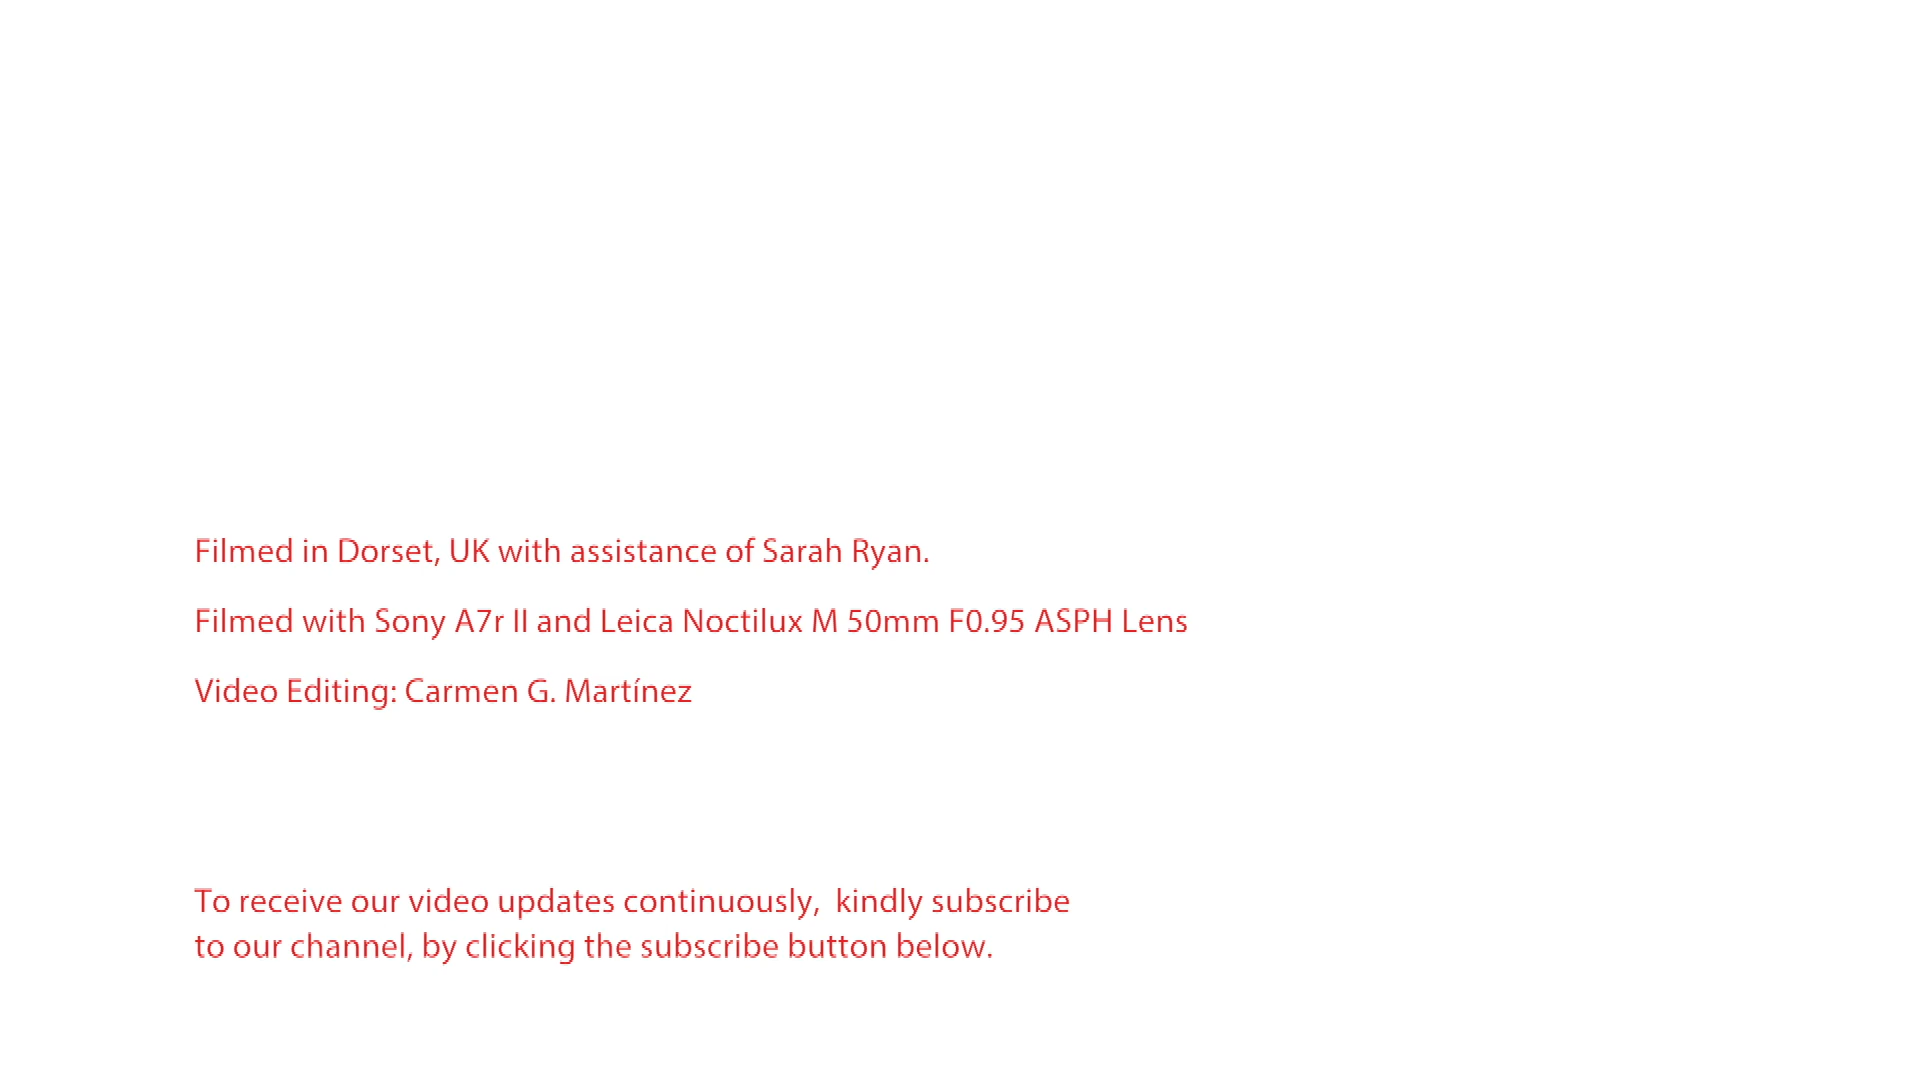 Filmed in Dorset, UK with assistance of Sarah Ryan.
Filmed with Sony A7r II and Leica Noctilux M 50mm F0.95 ASPH Lens
Video Editing: Carmen G. Martínez
To receive our video updates continuously,  kindly subscribe
to our channel, by clicking the subscribe button below.